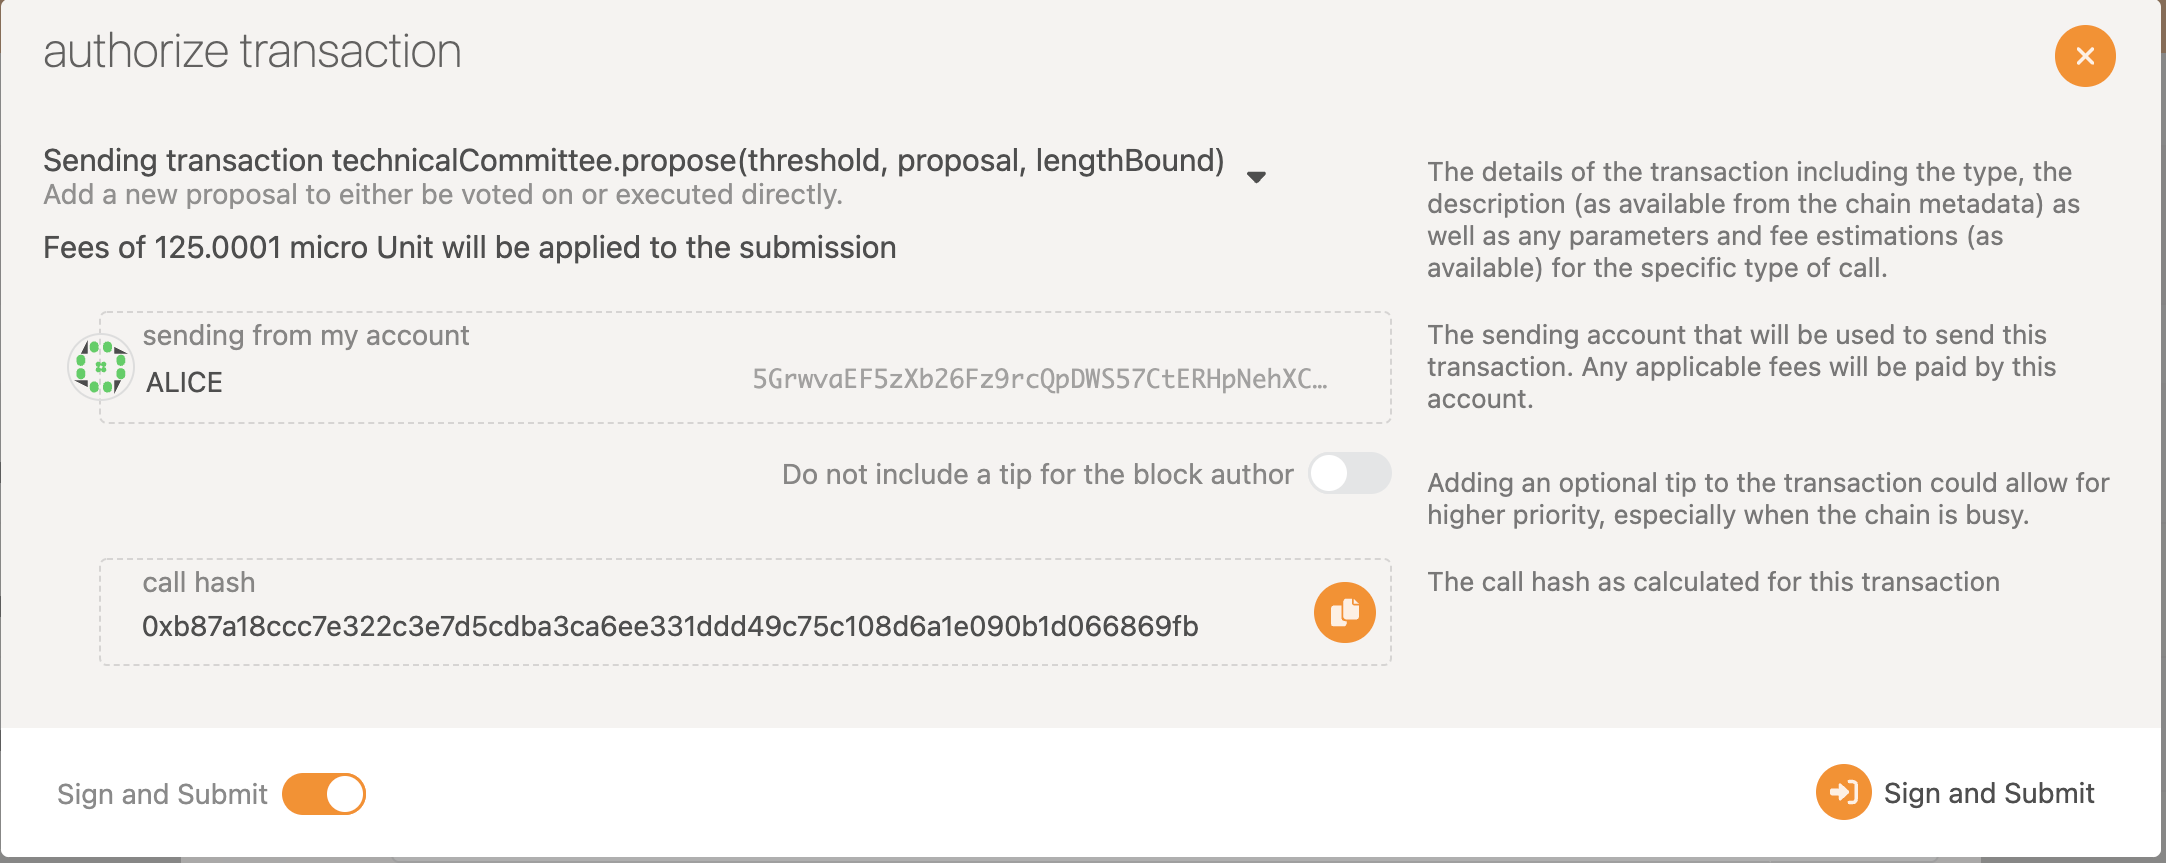 authorize transaction
Sending transaction technicalCommittee.propose(threshold, proposal, lengthBound)
Add a new proposal to either be voted on or executed directly.
Fees of 125.0001 micro Unit will be applied to the submission
The details of the transaction including the type, the
description (as available from the chain metadata) as
well as any parameters and fee estimations (as
available) for the specific type of call.
sending from my account
ALICE
5GrwvaEF5zXb26Fz9rcQpDWS57CtERHpNehXC…
The sending account that will be used to send this
transaction. Any applicable fees will be paid by this
account.
Do not include a tip for the block author
Adding an optional tip to the transaction could allow for
higher priority, especially when the chain is busy.
call hash
0xb87a18ccc7e322c3e7d5cdba3ca6ee331ddd49c75c108d6a1e090b1d066869fb
The call hash as calculated for this transaction
Sign and Submit
Sign and Submit